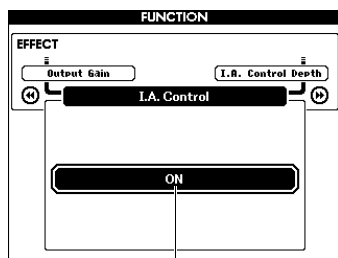 FUNCTION
EFFECT
Output Gain
I.A. Control Depth
I.A. Control
ON